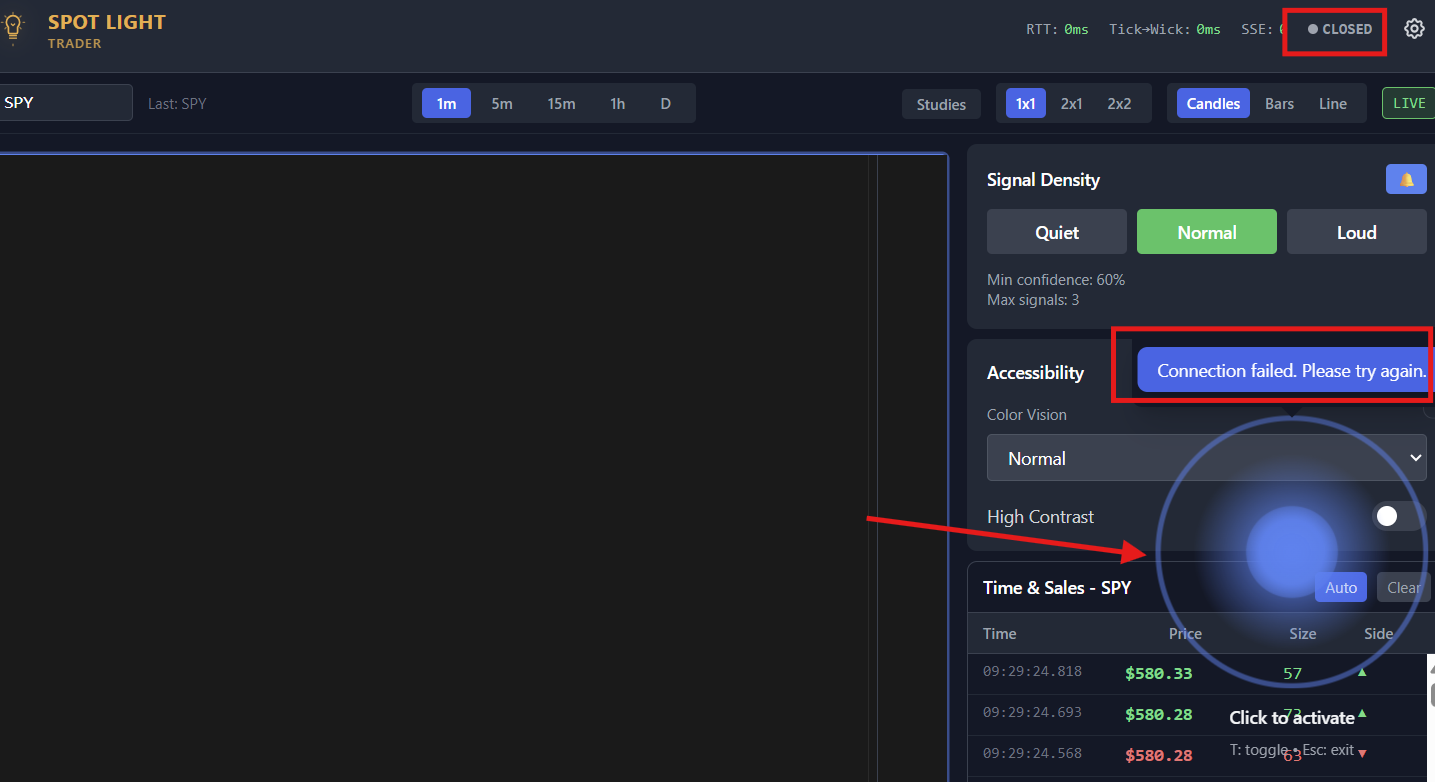 SPOT LIGHT
TRADER
RTT: 0ms Tick→Wick: 0ms SSE: CLOSED
SPY Last: SPY 1m 5m 15m 1h D Studies 1x1 2x1 2x2 Candles Bars Line LIVE
Signal Density
Quiet Normal Loud
Min confidence: 60%
Max signals: 3
Accessibility
Connection failed. Please try again.
Color Vision
Normal
High Contrast
Time & Sales - SPY Auto Clear
Time Price Size Side
09:29:24.818 $580.33 57 ▲
09:29:24.693 $580.28 73 ▲
Click to activate
09:29:24.568 $580.28 63 ▼
T: toggle • Esc: exit